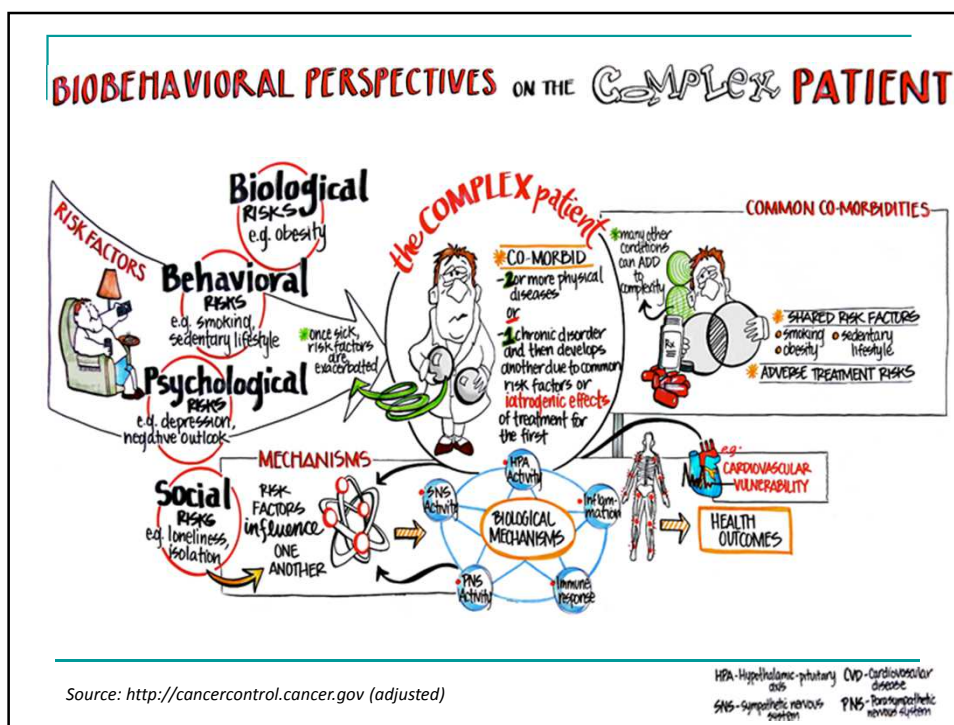 BIOBEHAVIORAL PERSPECTIVES ON THE COMPLEX PATIENT
RISK FACTORS
Biological
RISKS
e.g. obesity
Behavioral
RISKS
e.g. smoking,
sedentary lifestyle
Psychological
RISKS
e.g. depression,
negative outlook
Social
RISKS
e.g. loneliness,
isolation
*once sick,
risk factors
are
exacerbated
the COMPLEX patient
*CO-MORBID
-2 or more physical
diseases
or
-1 chronic disorder
and then develops
another due to common
risk factors or
iatrogenic effects
of treatment for
the first
COMMON CO-MORBIDITIES
*many other
conditions
can ADD
to
complexity
Rx
*SHARED RISK FACTORS
smoking
obesity
sedentary
lifestyle
*ADVERSE TREATMENT RISKS
MECHANISMS
RISK
FACTORS
influence
ONE
ANOTHER
HPA
Activity
SNS
Activity
Inflam-
mation
BIOLOGICAL
MECHANISMS
PNS
Activity
Immune
response
e.g.
CARDIOVASCULAR
VULNERABILITY
HEALTH
OUTCOMES
Source: http://cancercontrol.cancer.gov (adjusted)
HPA-Hypothalamic-pituitary
axis
CVD-Cardiovascular
disease
SNS-Sympathetic nervous
system
PNS-Parasympathetic
nervous system